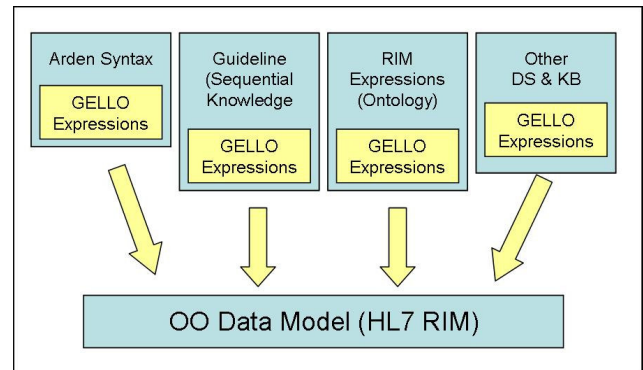 Arden Syntax
GELLO
Expressions
Guideline
(Sequential
Knowledge
GELLO
Expressions
RIM
Expressions
(Ontology)
GELLO
Expressions
Other
DS & KB
GELLO
Expressions
OO Data Model (HL7 RIM)